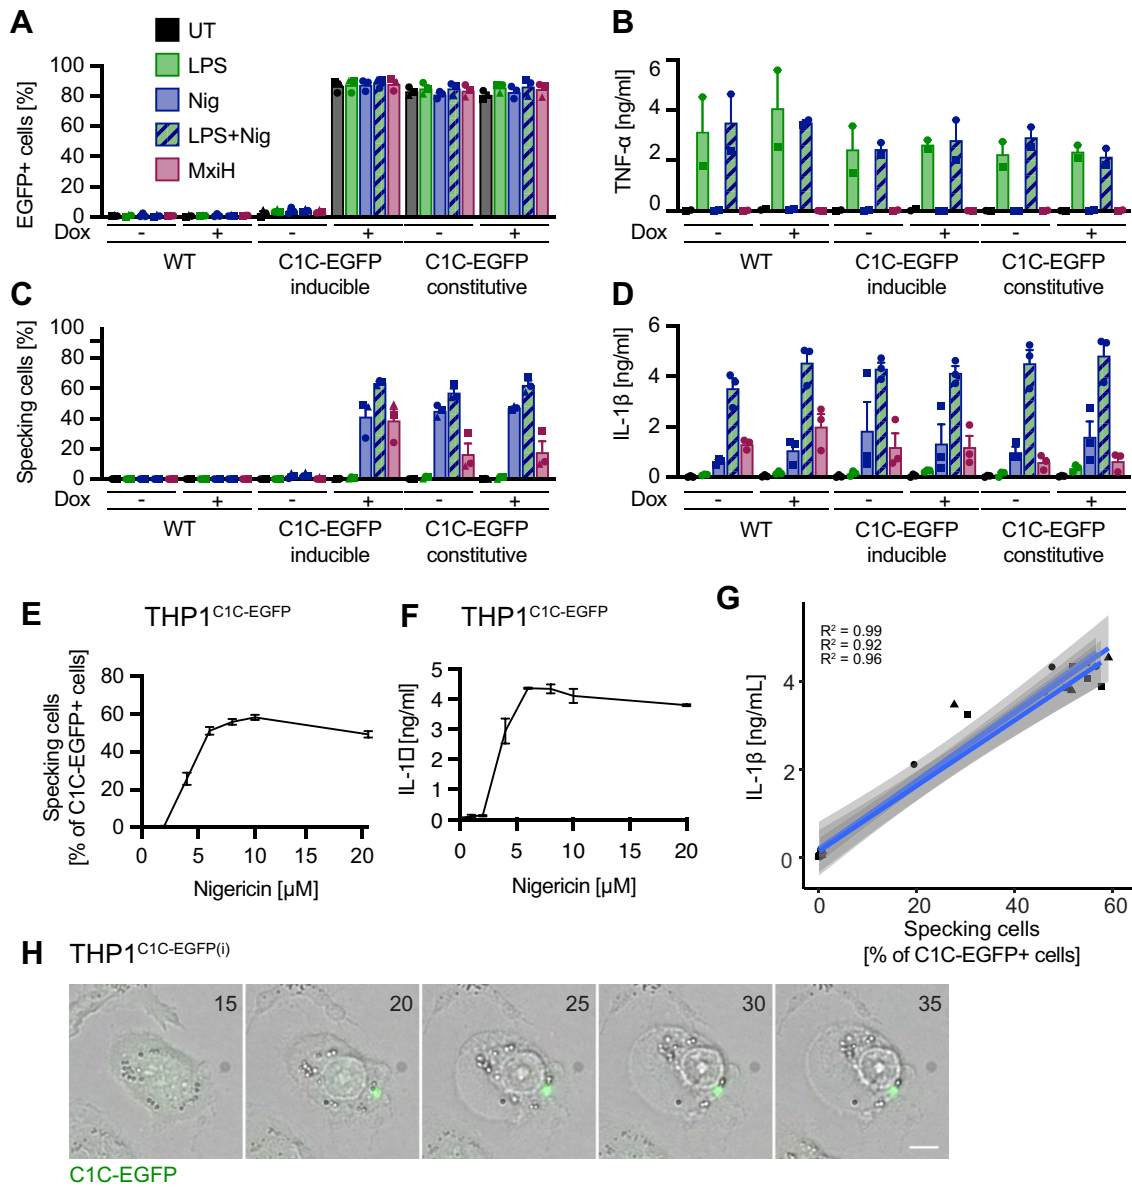 A
UT
LPS
Nig
LPS+Nig
MxiH
EGFP+ cells [%]
100
80
60
40
20
0
Dox - + - + - +
WT C1C-EGFP inducible C1C-EGFP constitutive
B
TNF-α [ng/ml]
6
4
2
0
Dox - + - + - +
WT C1C-EGFP inducible C1C-EGFP constitutive
C
Specking cells [%]
100
80
60
40
20
0
Dox - + - + - +
WT C1C-EGFP inducible C1C-EGFP constitutive
D
IL-1β [ng/ml]
6
4
2
0
Dox - + - + - +
WT C1C-EGFP inducible C1C-EGFP constitutive
E THP1C1C-EGFP
Specking cells
[% of C1C-EGFP+ cells]
80
60
40
20
0
0 5 10 15 20
Nigericin [µM]
F THP1C1C-EGFP
IL-1□ [ng/ml]
5
4
3
2
1
0
0 5 10 15 20
Nigericin [µM]
G
R² = 0.99
R² = 0.92
R² = 0.96
IL-1β [ng/mL]
4
2
0
0 20 40 60
Specking cells
[% of C1C-EGFP+ cells]
H THP1C1C-EGFP(i)
15 20 25 30 35
C1C-EGFP